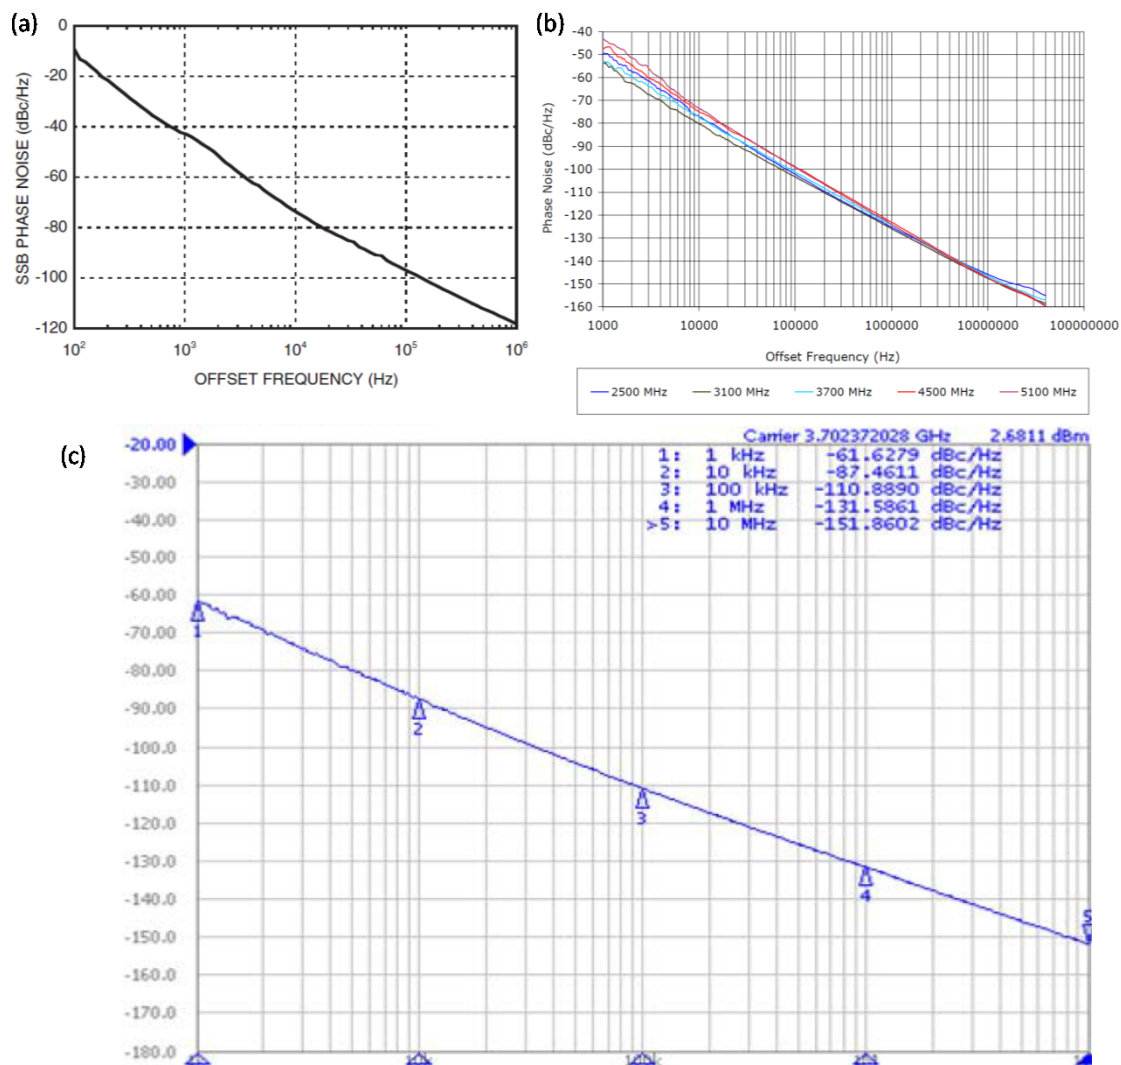 (a)
0
-20
-40
-60
-80
-100
-120
SSB PHASE NOISE (dBc/Hz)
10² 10³ 10⁴ 10⁵ 10⁶
OFFSET FREQUENCY (Hz)
(b)
-40
-50
-60
-70
-80
-90
-100
-110
-120
-130
-140
-150
-160
Phase Noise (dBc/Hz)
1000 10000 100000 1000000 10000000 100000000
Offset Frequency (Hz)
2500 MHz 3100 MHz 3700 MHz 4500 MHz 5100 MHz
(c)
Carrier 3.702372028 GHz 2.6811 dBm
1: 1 kHz -61.6279 dBc/Hz
2: 10 kHz -87.4611 dBc/Hz
3: 100 kHz -110.8890 dBc/Hz
4: 1 MHz -131.5861 dBc/Hz
>5: 10 MHz -151.8602 dBc/Hz
-20.00
-30.00
-40.00
-50.00
-60.00
-70.00
-80.00
-90.00
-100.0
-110.0
-120.0
-130.0
-140.0
-150.0
-160.0
-170.0
-180.0
1
2
3
4
5